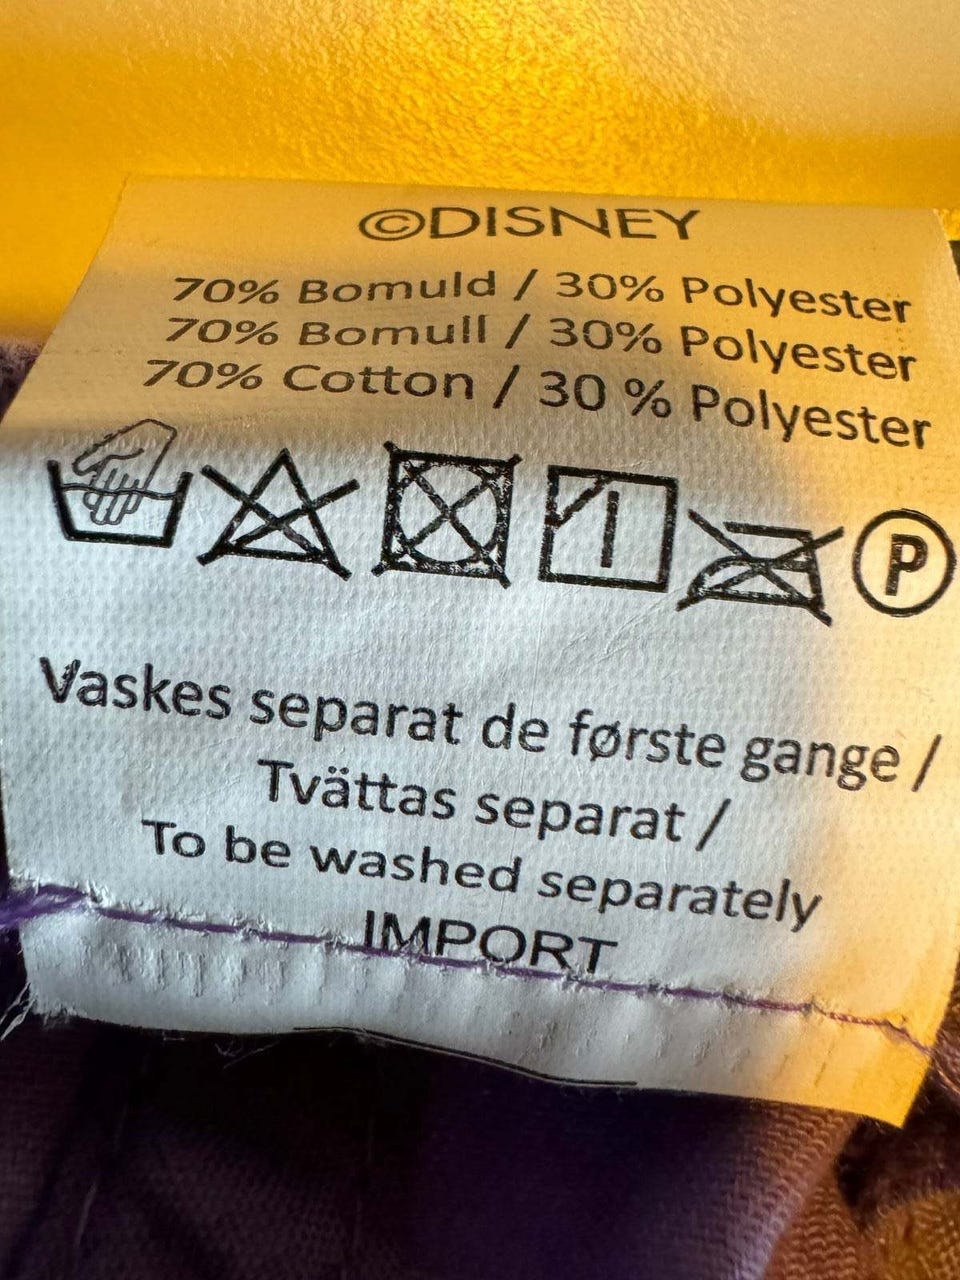 ©DISNEY
70% Bomuld / 30% Polyester
70% Bomull / 30% Polyester
70% Cotton / 30 % Polyester
P
Vaskes separat de første gange /
Tvättas separat /
To be washed separately
IMPORT